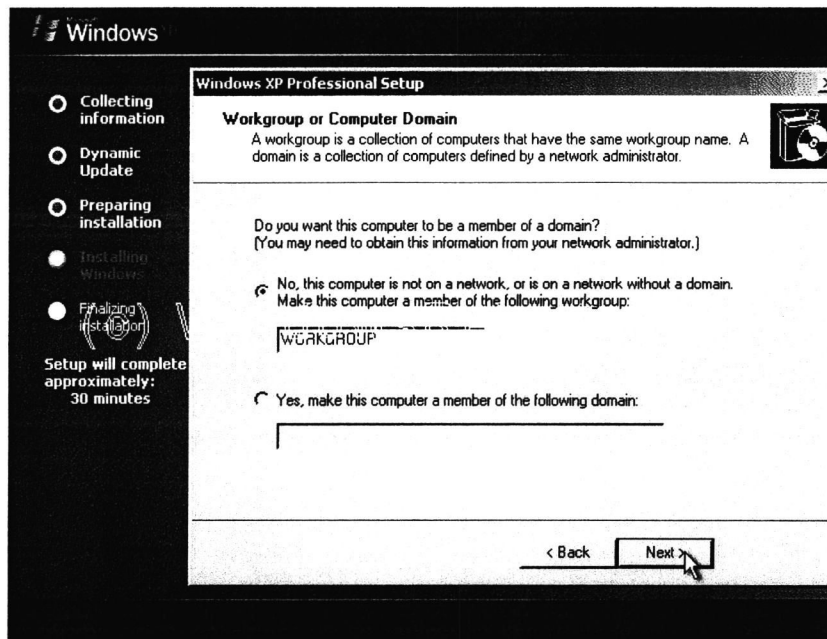 Windows
Collecting
information
Dynamic
Update
Preparing
installation
Installing
Windows
Finalizing
installation
Setup will complete
approximately:
30 minutes
Windows XP Professional Setup
Workgroup or Computer Domain
A workgroup is a collection of computers that have the same workgroup name. A
domain is a collection of computers defined by a network administrator.
Do you want this computer to be a member of a domain?
(You may need to obtain this information from your network administrator.)
No, this computer is not on a network, or is on a network without a domain.
Make this computer a member of the following workgroup:
WORKGROUP
Yes, make this computer a member of the following domain:
< Back
Next >